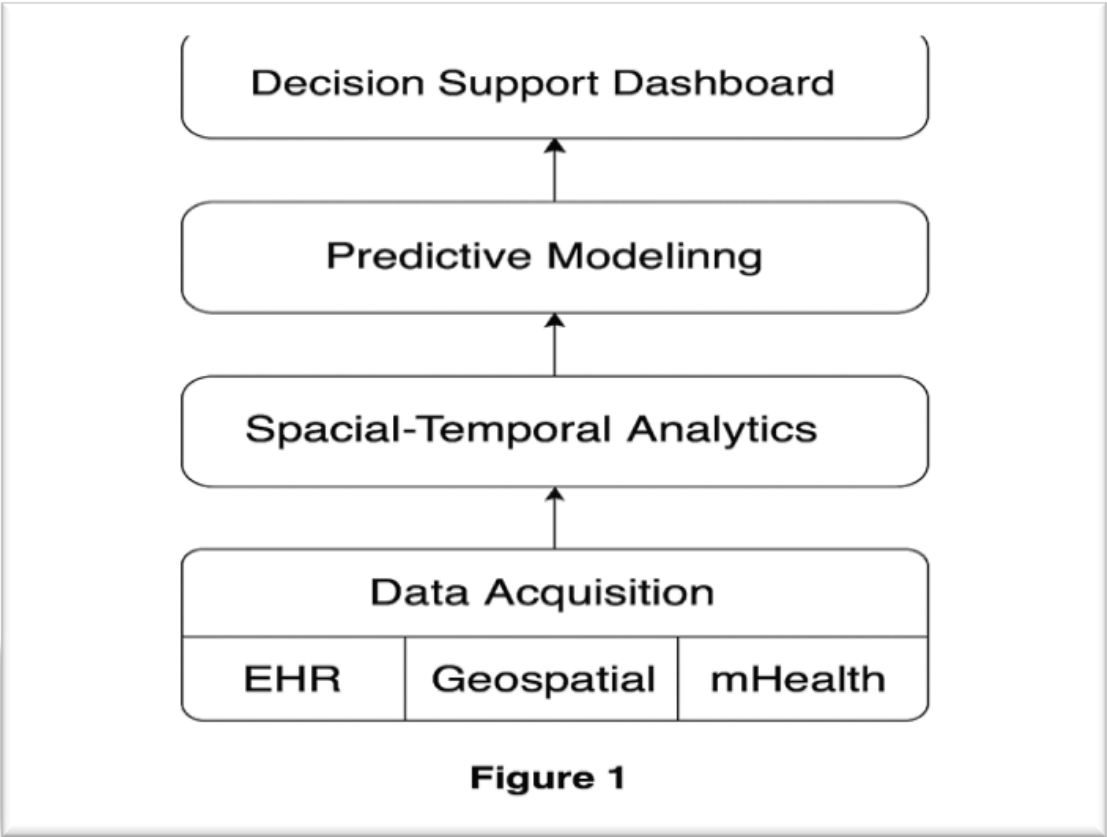 Decision Support Dashboard
Predictive Modelinng
Spacial-Temporal Analytics
Data Acquisition
EHR Geospatial mHealth
Figure 1